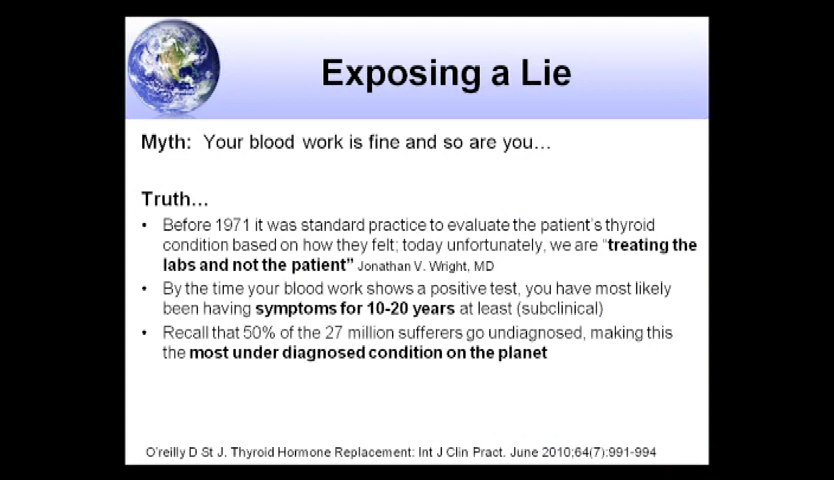 Exposing a Lie
Myth: Your blood work is fine and so are you...
Truth...
• Before 1971 it was standard practice to evaluate the patient's thyroid
condition based on how they felt; today unfortunately, we are "treating the
labs and not the patient" Jonathan V. Wright, MD
• By the time your blood work shows a positive test, you have most likely
been having symptoms for 10-20 years at least (subclinical)
• Recall that 50% of the 27 million sufferers go undiagnosed, making this
the most under diagnosed condition on the planet
O'reilly D St J. Thyroid Hormone Replacement: Int J Clin Pract. June 2010;64(7):991-994